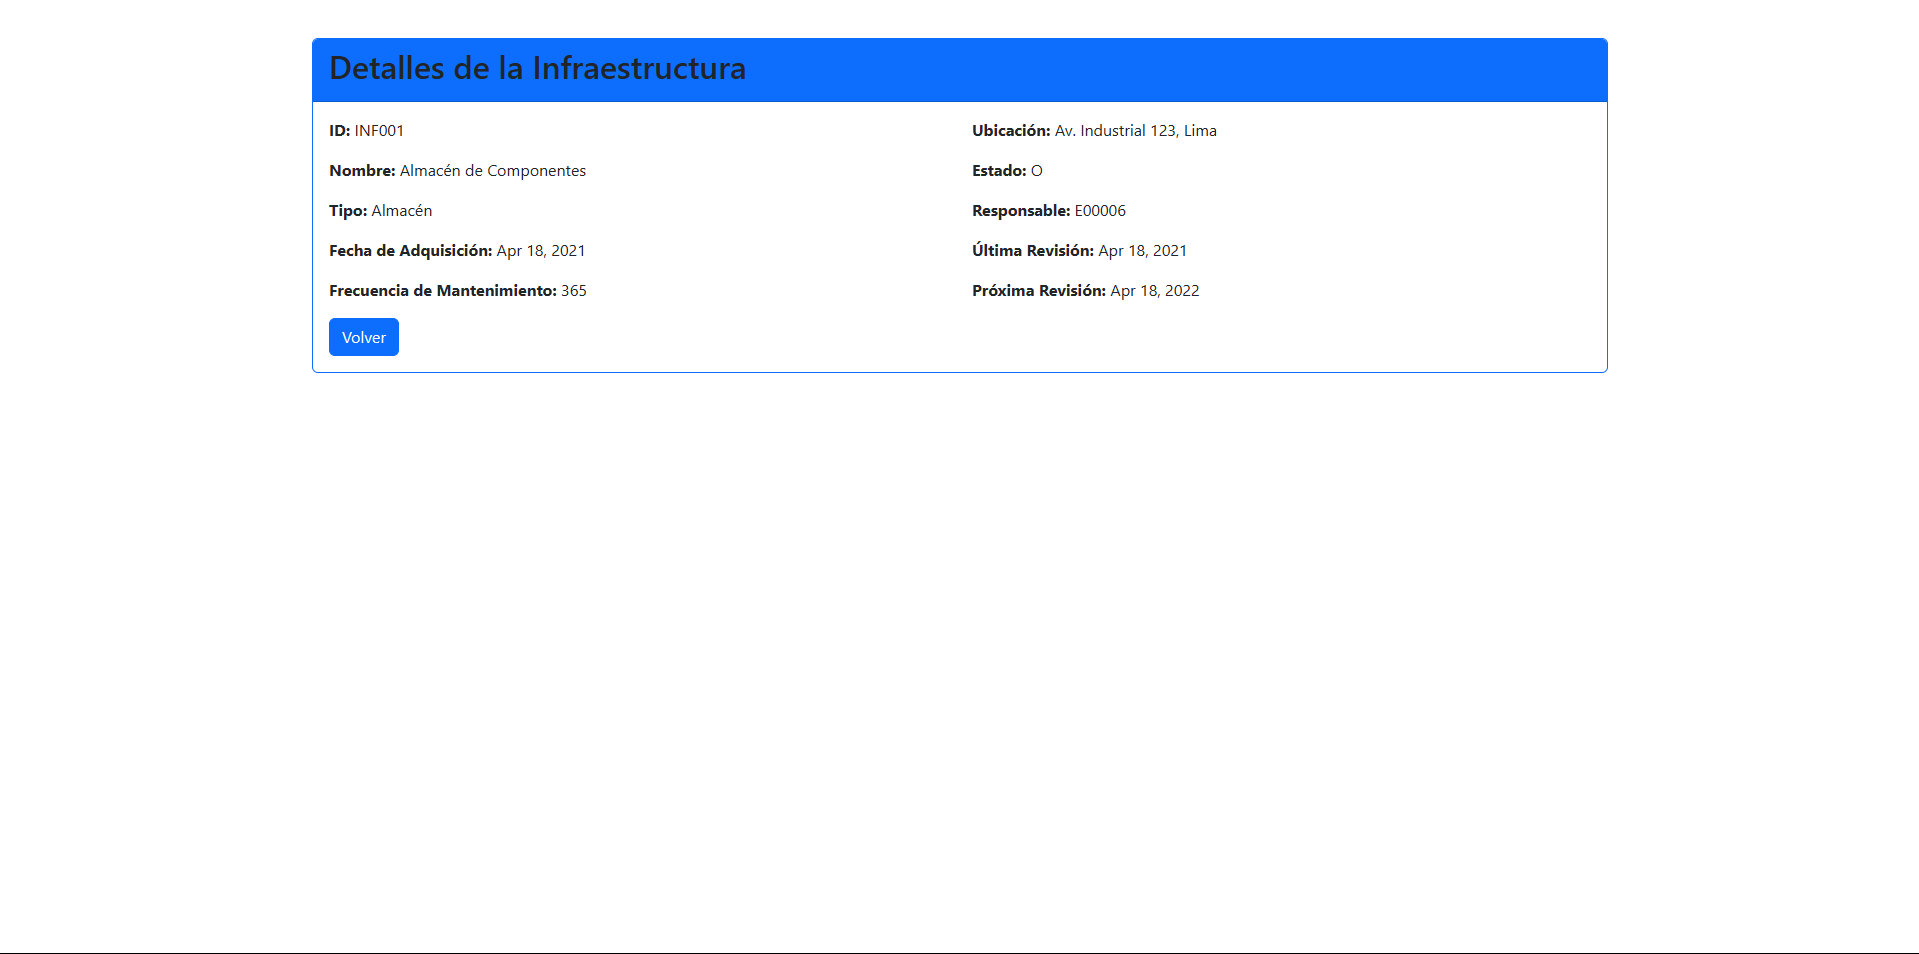 Detalles de la Infraestructura
ID: INF001
Nombre: Almacén de Componentes
Tipo: Almacén
Fecha de Adquisición: Apr 18, 2021
Frecuencia de Mantenimiento: 365
Ubicación: Av. Industrial 123, Lima
Estado: O
Responsable: E00006
Última Revisión: Apr 18, 2021
Próxima Revisión: Apr 18, 2022
Volver